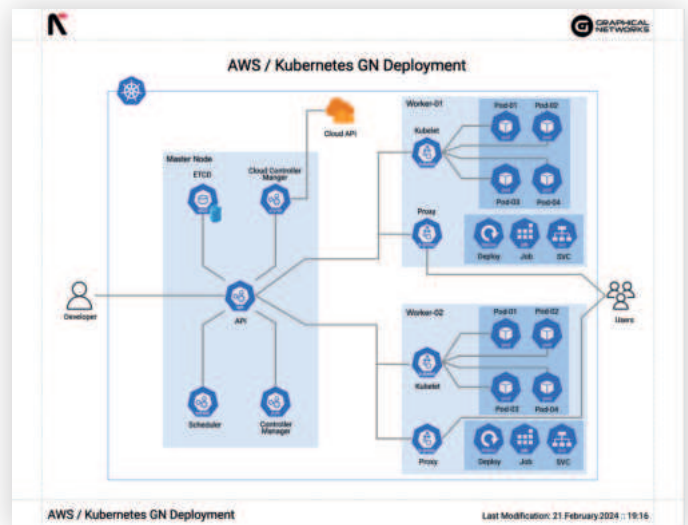 GRAPHICAL
NETWORKS
AWS / Kubernetes GN Deployment
Cloud API
Worker-01
Pod-01
Pod-02
Kubelet
Pod-03
Pod-04
Proxy
Deploy
Job
SVC
Master Node
ETCD
Cloud Controller
Manger
API
Scheduler
Controller
Manager
Developer
Users
Worker-02
Pod-01
Pod-02
Kubelet
Pod-03
Pod-04
Proxy
Deploy
Job
SVC
AWS / Kubernetes GN Deployment
Last Modification: 21.February.2024 :: 19:16